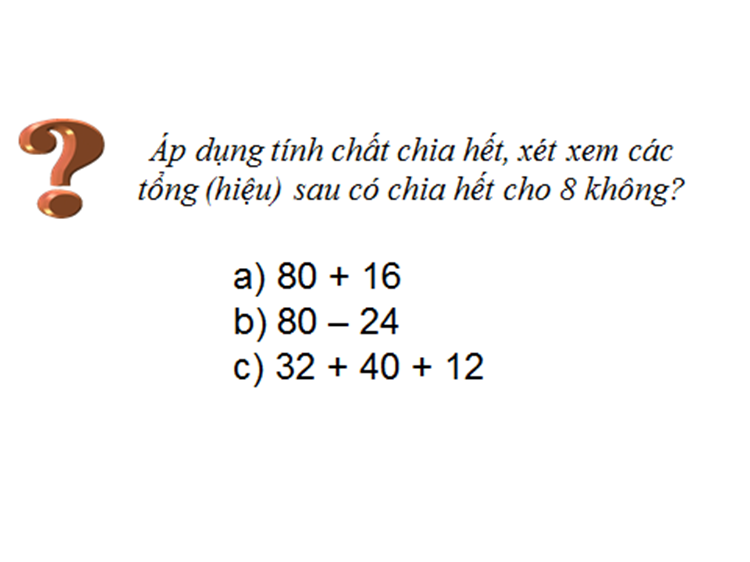 Áp dụng tính chất chia hết, xét xem các
tổng (hiệu) sau có chia hết cho 8 không?
a) 80 + 16
b) 80 – 24
c) 32 + 40 + 12